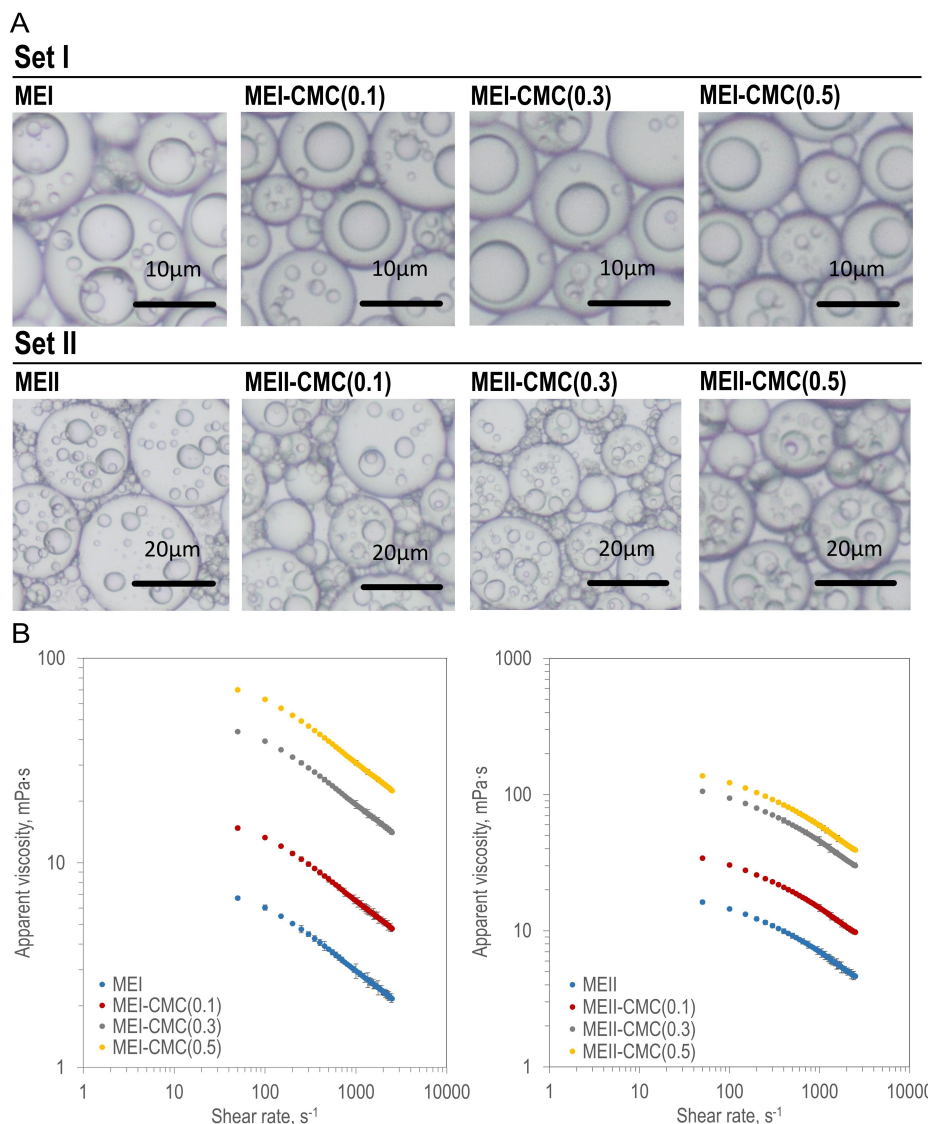 A
Set I
MEI MEI-CMC(0.1) MEI-CMC(0.3) MEI-CMC(0.5)
10μm 10μm 10μm 10μm
Set II
MEII MEII-CMC(0.1) MEII-CMC(0.3) MEII-CMC(0.5)
20μm 20μm 20μm 20μm
B
Apparent viscosity, mPa·s
100
10
1
MEI
MEI-CMC(0.1)
MEI-CMC(0.3)
MEI-CMC(0.5)
1 10 100 1000 10000
Shear rate, s⁻¹
Apparent viscosity, mPa·s
1000
100
10
1
MEII
MEII-CMC(0.1)
MEII-CMC(0.3)
MEII-CMC(0.5)
1 10 100 1000 10000
Shear rate, s⁻¹